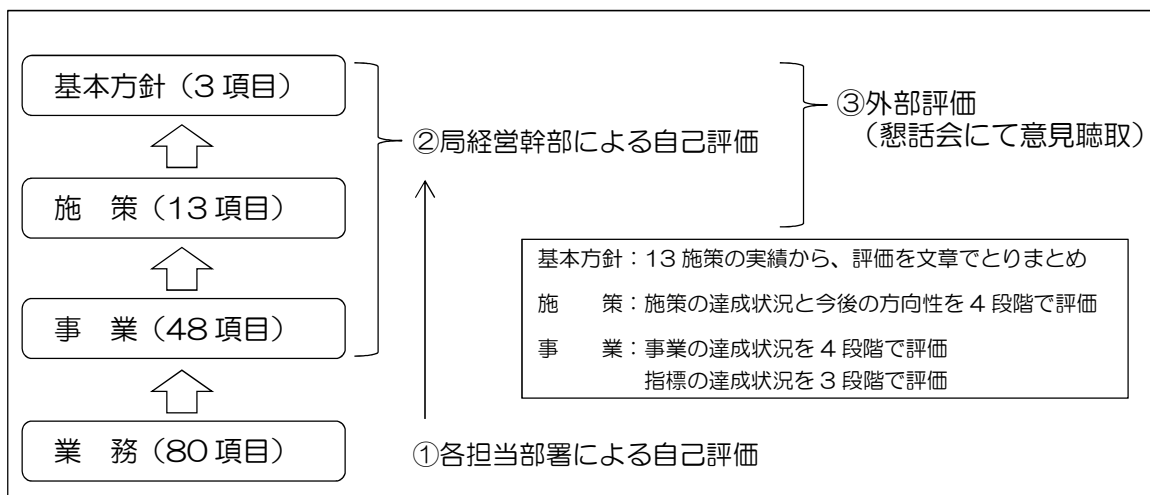 基本方針（3 項目）
②局経営幹部による自己評価
③外部評価
（懇話会にて意見聴取）
施　策（13 項目）
事　業（48 項目）
基本方針：13 施策の実績から、評価を文章でとりまとめ
施　　策：施策の達成状況と今後の方向性を 4 段階で評価
事　　業：事業の達成状況を 4 段階で評価
指標の達成状況を 3 段階で評価
業　務（80 項目）
①各担当部署による自己評価